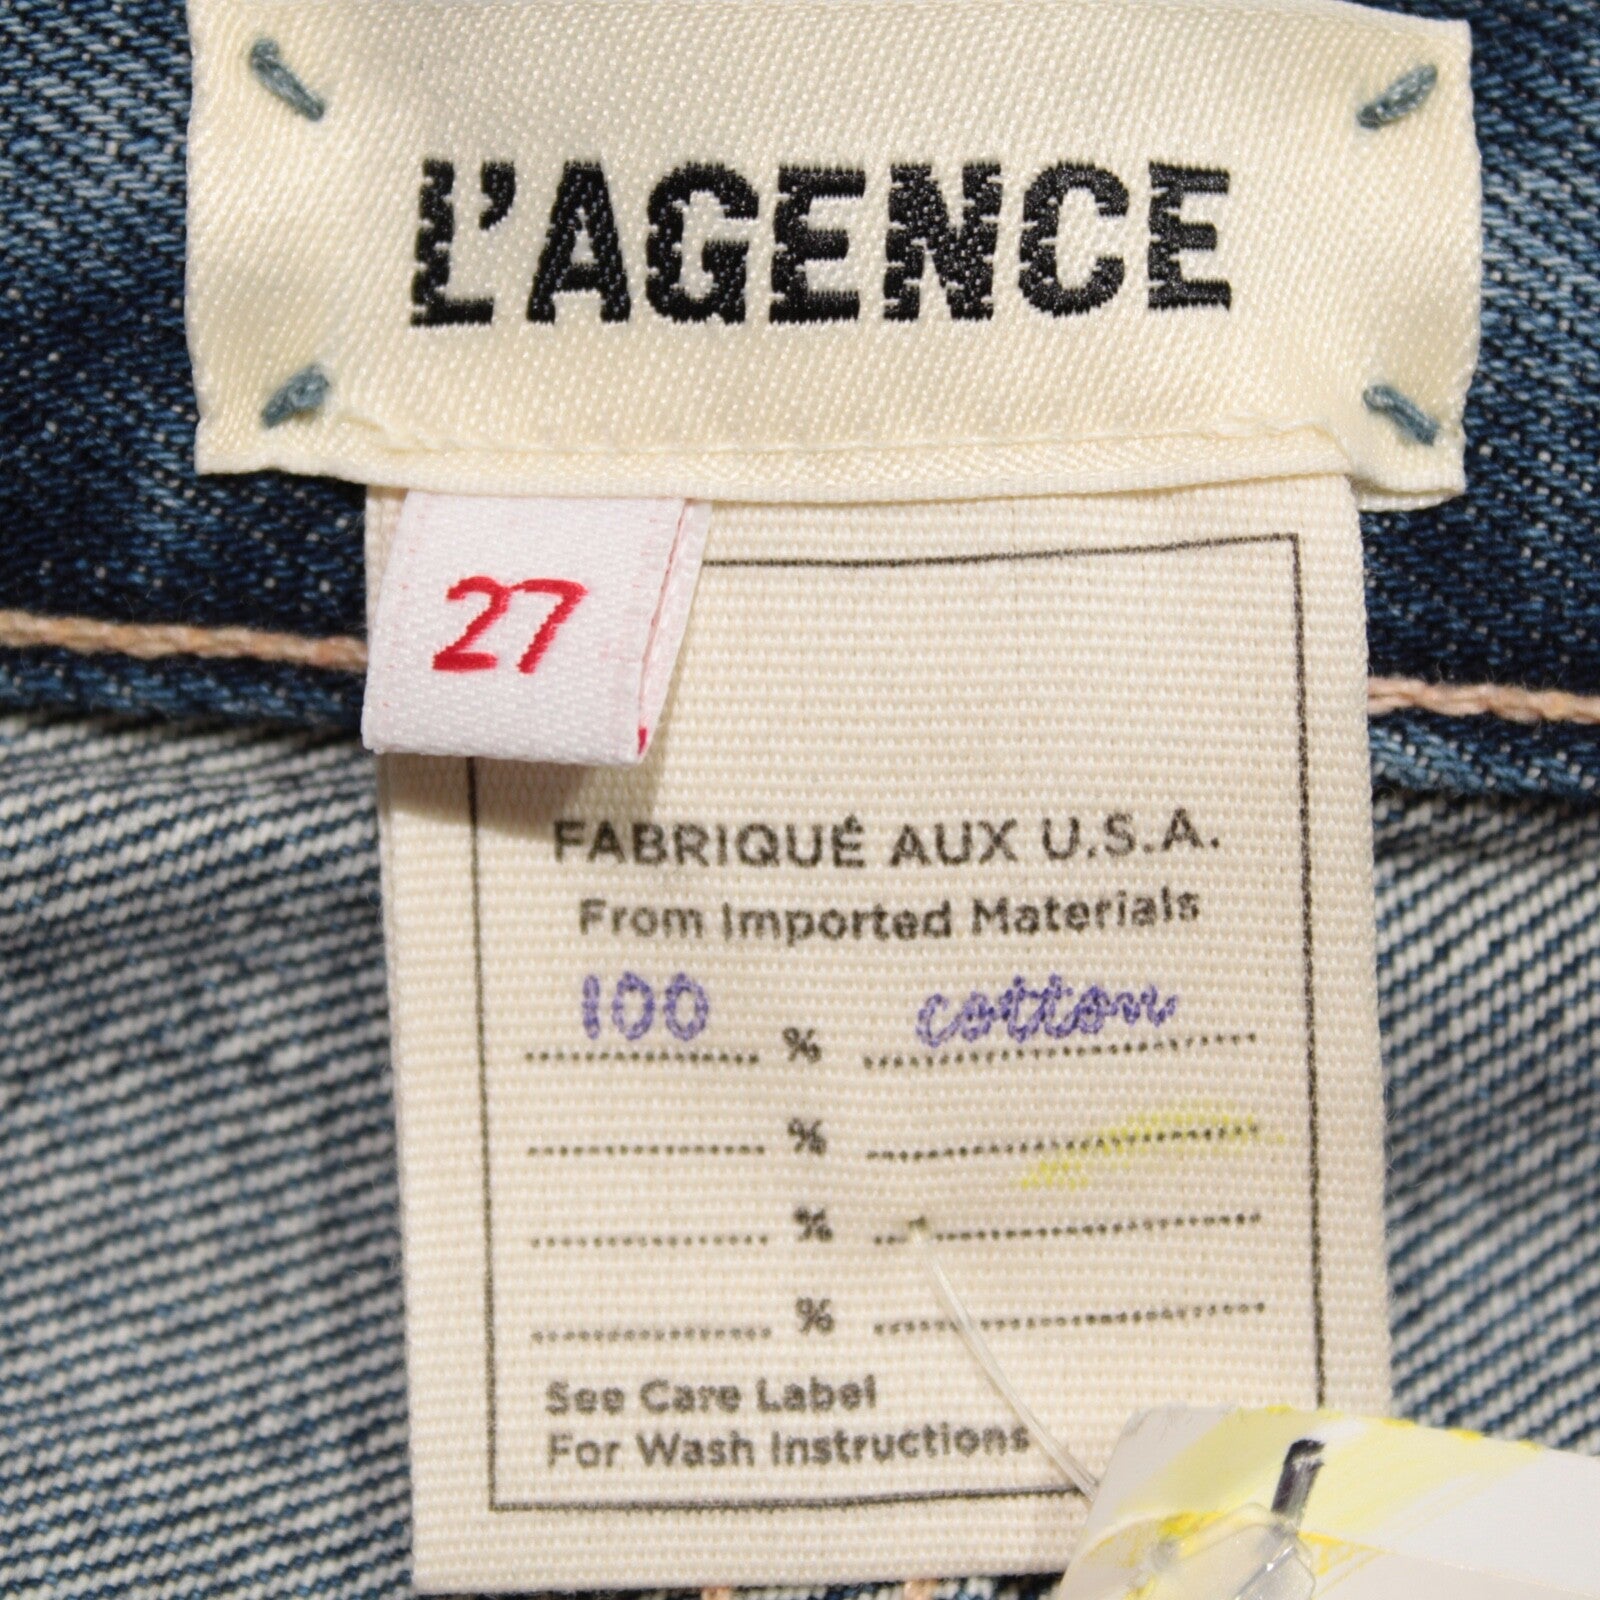 L'AGENCE
27
FABRIQUÉ AUX U.S.A.
From Imported Materials
100 % cotton
%
%
%
See Care Label
For Wash Instructions